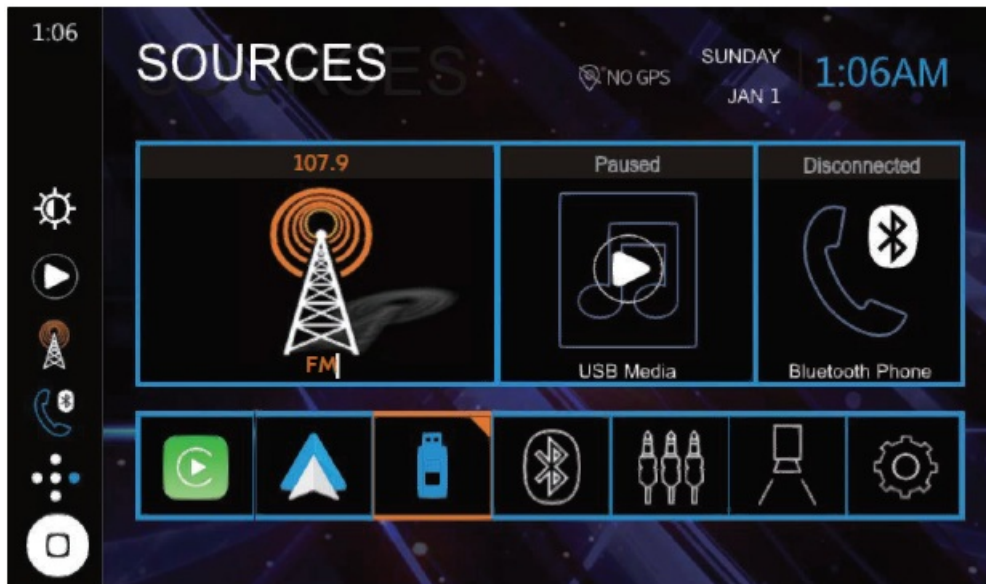 1:06
SOURCES
NO GPS
SUNDAY
JAN 1
1:06AM
107.9
FM
Paused
USB Media
Disconnected
Bluetooth Phone